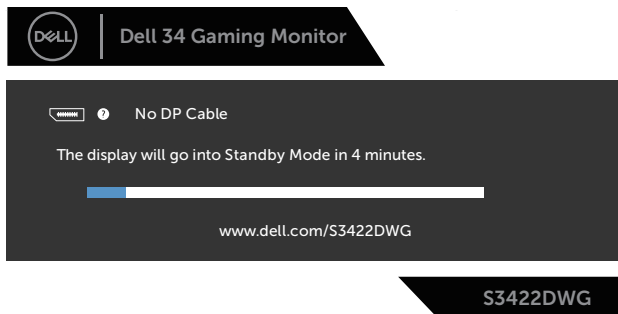 DELL
Dell 34 Gaming Monitor
? No DP Cable
The display will go into Standby Mode in 4 minutes.
www.dell.com/S3422DWG
S3422DWG